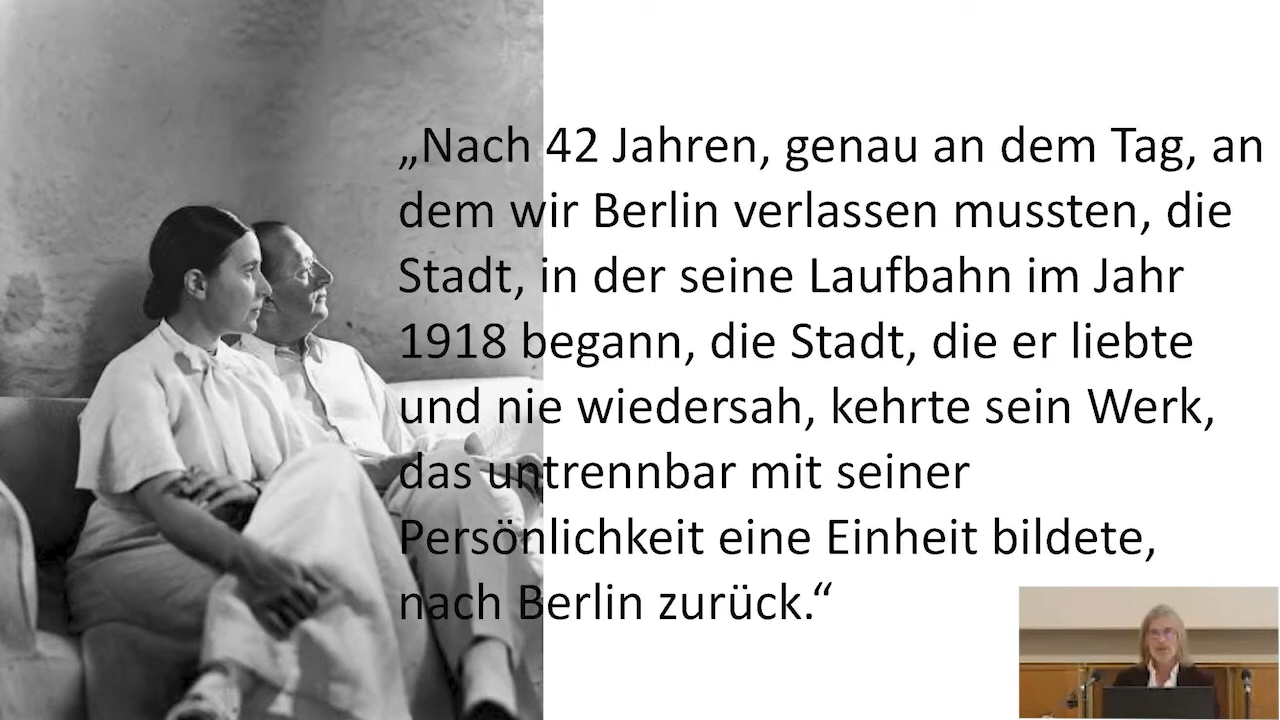 „Nach 42 Jahren, genau an dem Tag, an
dem wir Berlin verlassen mussten, die
Stadt, in der seine Laufbahn im Jahr
1918 begann, die Stadt, die er liebte
und nie wiedersah, kehrte sein Werk,
das untrennbar mit seiner
Persönlichkeit eine Einheit bildete,
nach Berlin zurück.“